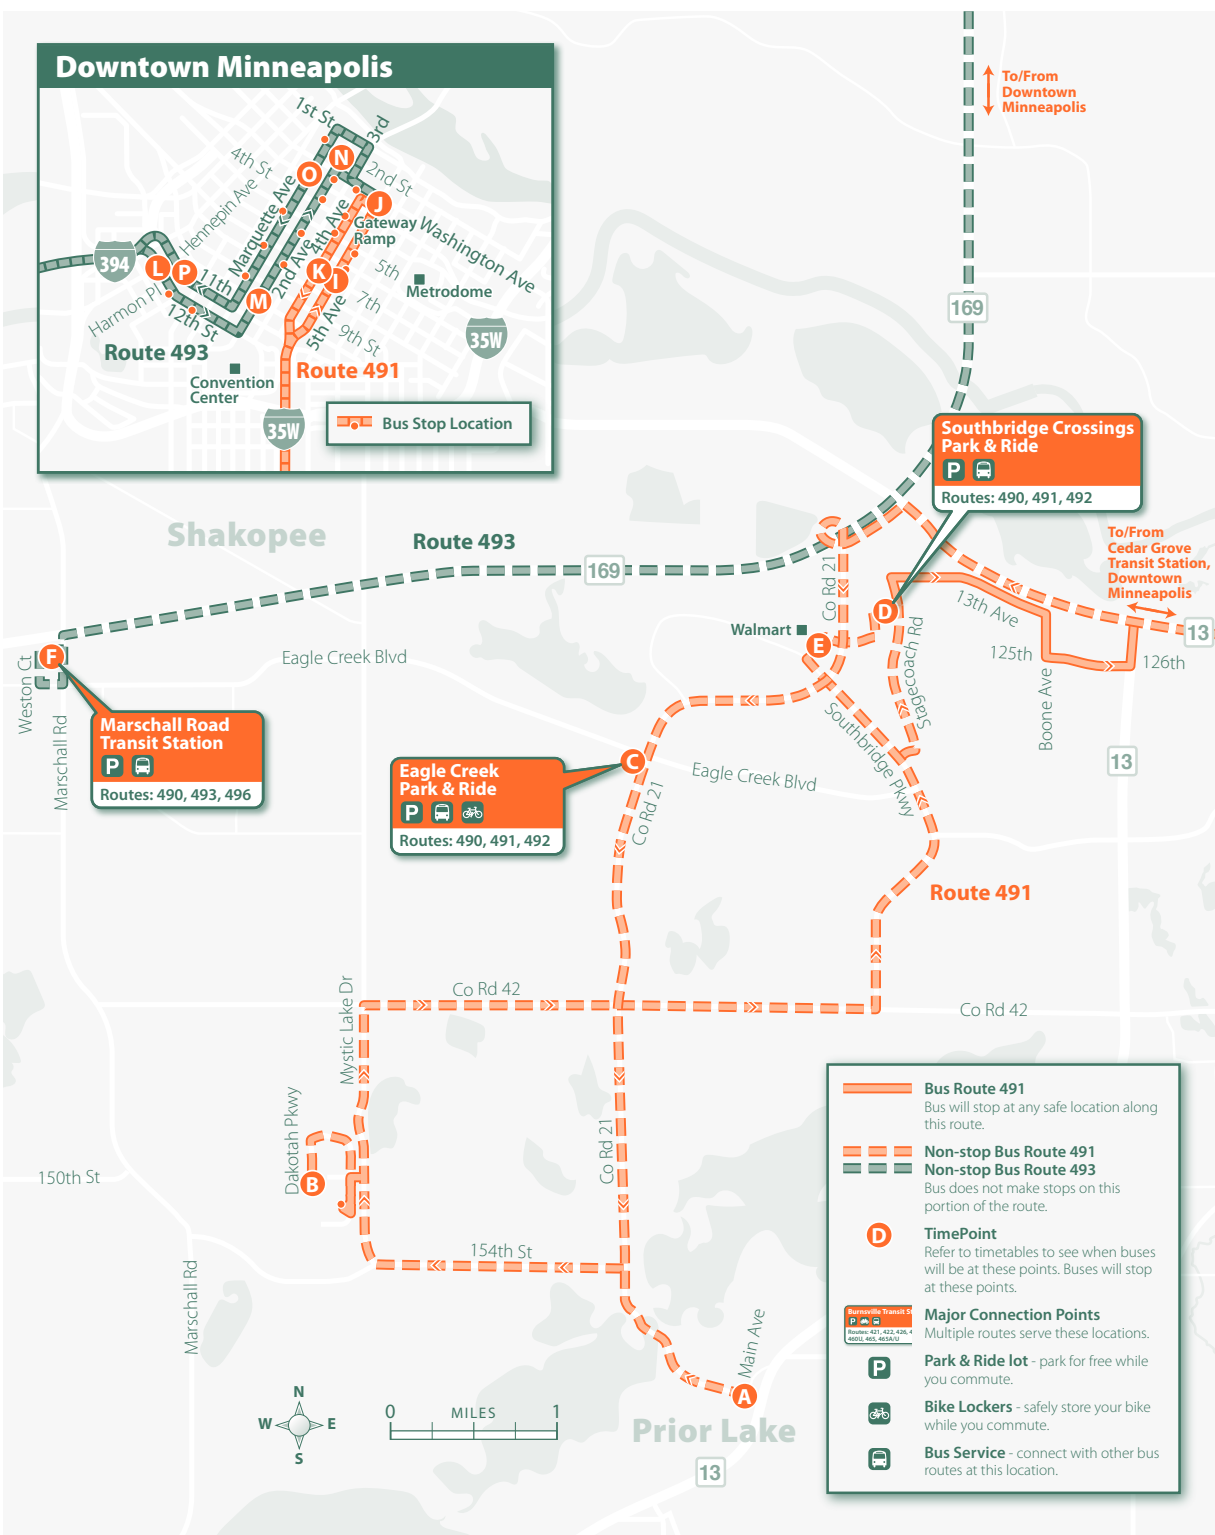 Downtown Minneapolis
1st St
3rd
4th St
N
O
2nd St
Hennepin Ave
Marquette Ave
J
4th Ave
Gateway
Ramp
Washington Ave
394
L
P
11th
2nd Ave
K
I
5th
Metrodome
M
7th
Harmon Pl
12th St
5th Ave
9th St
35W
Route 493
Route 491
Convention
Center
35W
Bus Stop Location
To/From
Downtown
Minneapolis
169
Southbridge Crossings
Park & Ride
P
Routes: 490, 491, 492
Shakopee
Route 493
169
To/From
Cedar Grove
Transit Station,
Downtown
Minneapolis
Co Rd 21
13th Ave
D
Walmart
E
Stagecoach Rd
13
125th
126th
Boone Ave
F
Eagle Creek Blvd
Weston Ct
Marschall Rd
Marschall Road
Transit Station
P
Routes: 490, 493, 496
Southbridge Pkwy
13
C
Eagle Creek
Park & Ride
P
Routes: 490, 491, 492
Eagle Creek Blvd
Co Rd 21
Route 491
Mystic Lake Dr
Co Rd 42
Co Rd 42
Dakotah Pkwy
Co Rd 21
150th St
B
154th St
Marschall Rd
Main Ave
A
Prior Lake
13
N
W
E
S
0
MILES
1
Bus Route 491
Bus will stop at any safe location along
this route.
Non-stop Bus Route 491
Non-stop Bus Route 493
Bus does not make stops on this
portion of the route.
D
TimePoint
Refer to timetables to see when buses
will be at these points. Buses will stop
at these points.
Burnsville Transit St
P
Routes: 421, 422, 426, 4
460U, 465, 465A/U
Major Connection Points
Multiple routes serve these locations.
P
Park & Ride lot - park for free while
you commute.
Bike Lockers - safely store your bike
while you commute.
Bus Service - connect with other bus
routes at this location.